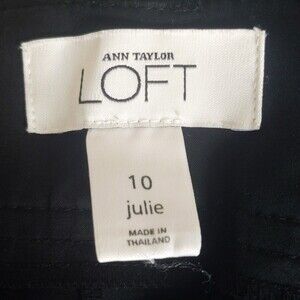 ANN TAYLOR
LOFT
10
julie
MADE IN
THAILAND